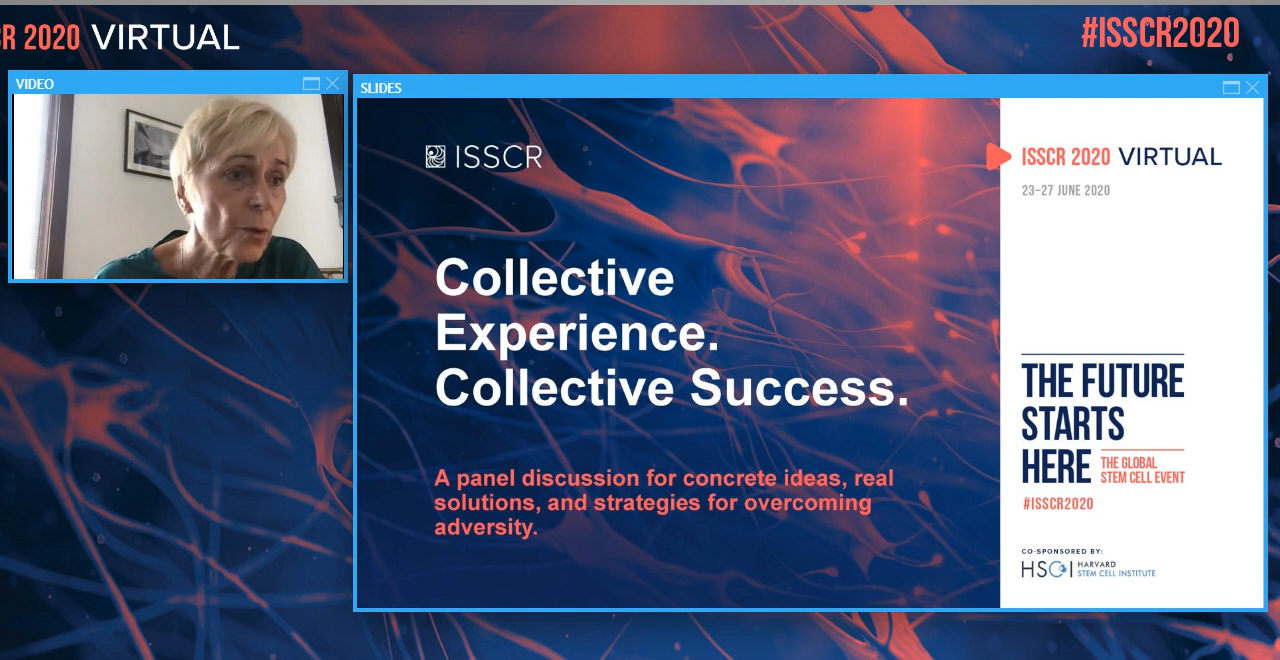 R 2020 VIRTUAL
#ISSCR2020
VIDEO
SLIDES
ISSCR
Collective
Experience.
Collective Success.
A panel discussion for concrete ideas, real
solutions, and strategies for overcoming
adversity.
ISSCR 2020 VIRTUAL
23–27 JUNE 2020
THE FUTURE
STARTS
HERE
THE GLOBAL
STEM CELL EVENT
#ISSCR2020
CO-SPONSORED BY:
HSCI
HARVARD
STEM CELL INSTITUTE